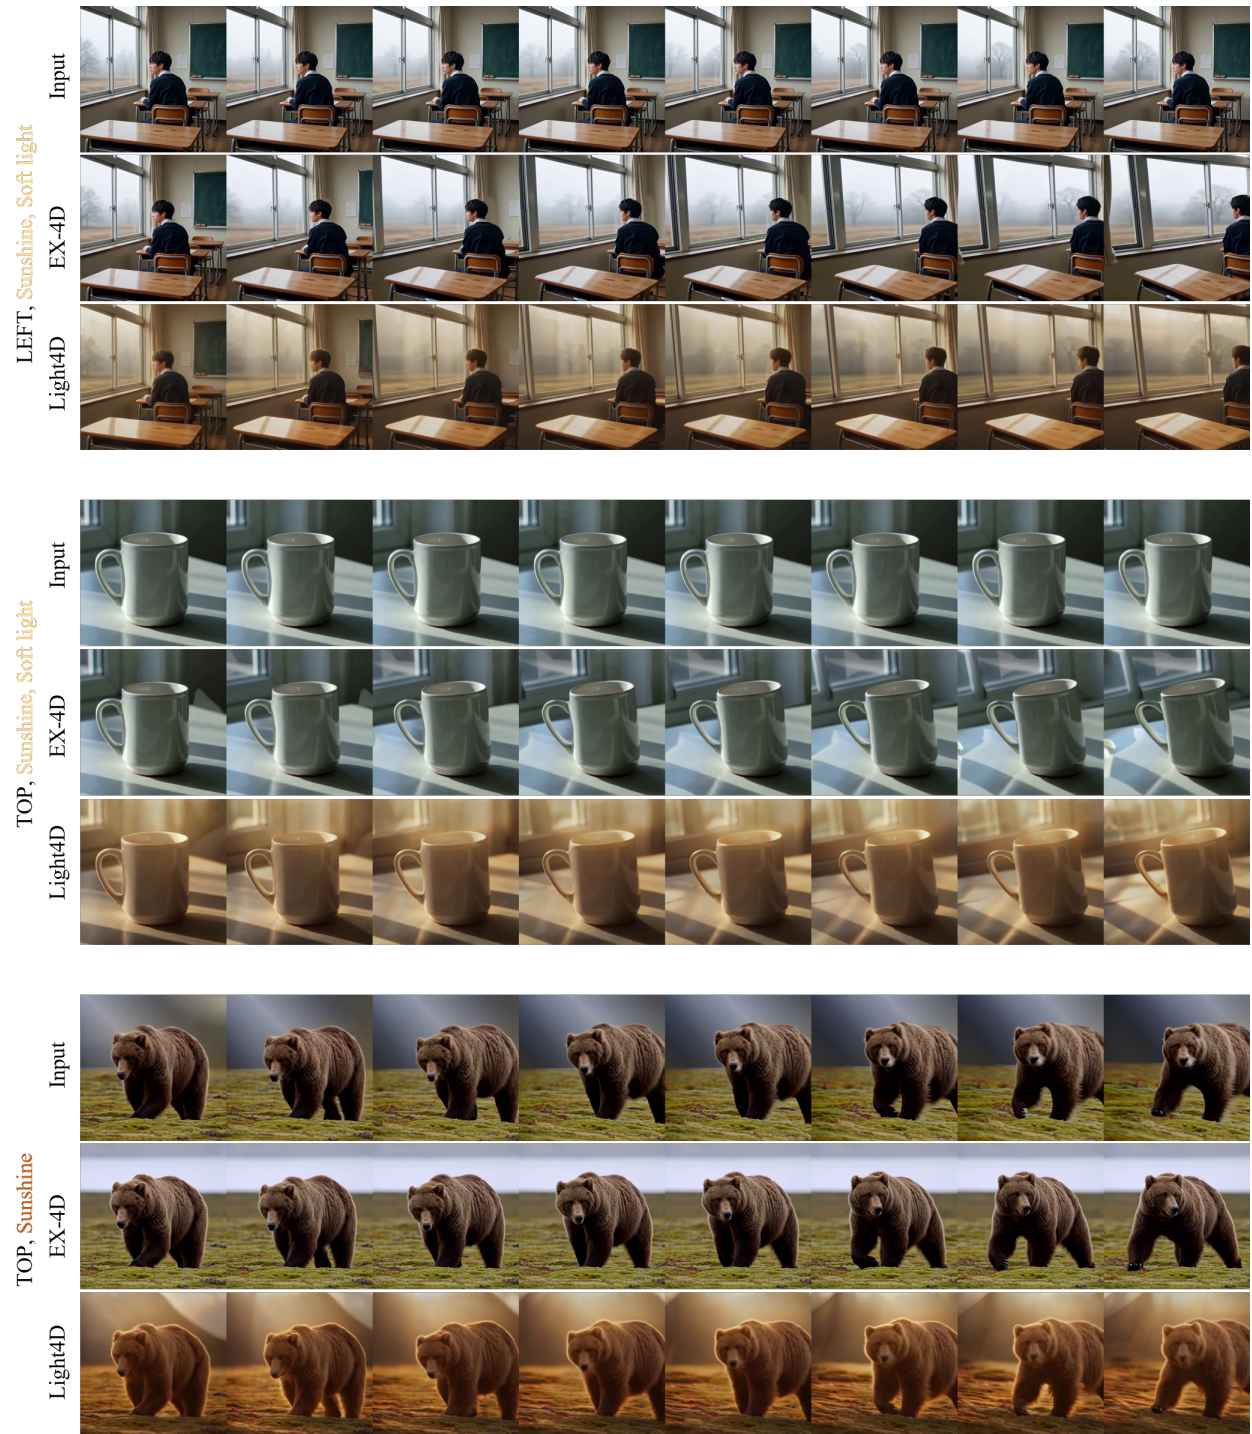 LEFT, Sunshine, Soft light
Input
EX-4D
Light4D
TOP, Sunshine, Soft light
Input
EX-4D
Light4D
TOP, Sunshine
Input
EX-4D
Light4D